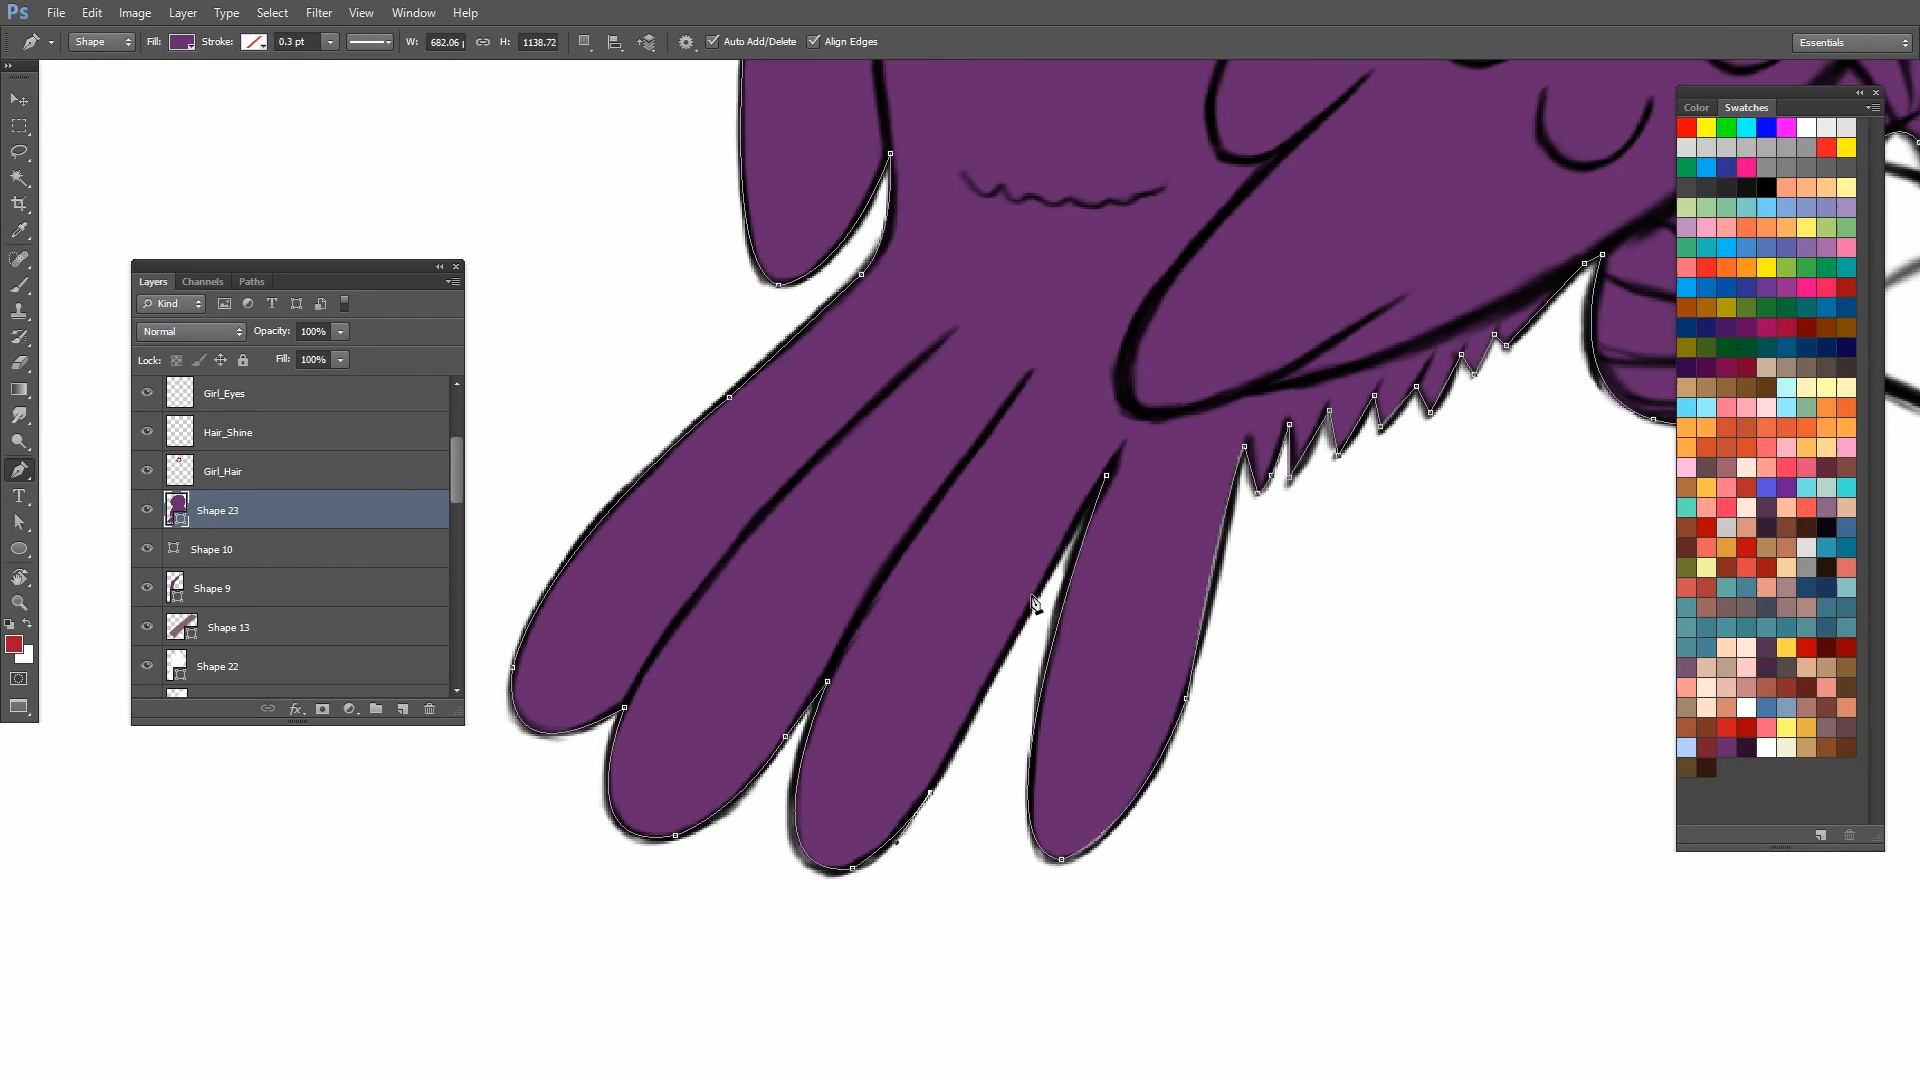 Ps File Edit Image Layer Type Select Filter View Window Help
Shape Fill: Stroke: 0.3 pt W: 682.06 H: 1138.72 Auto Add/Delete Align Edges Essentials
Color Swatches
Layers Channels Paths
Kind T
Normal Opacity: 100%
Lock: Fill: 100%
Girl_Eyes
Hair_Shine
Girl_Hair
Shape 23
Shape 10
Shape 9
Shape 13
Shape 22
fx
T